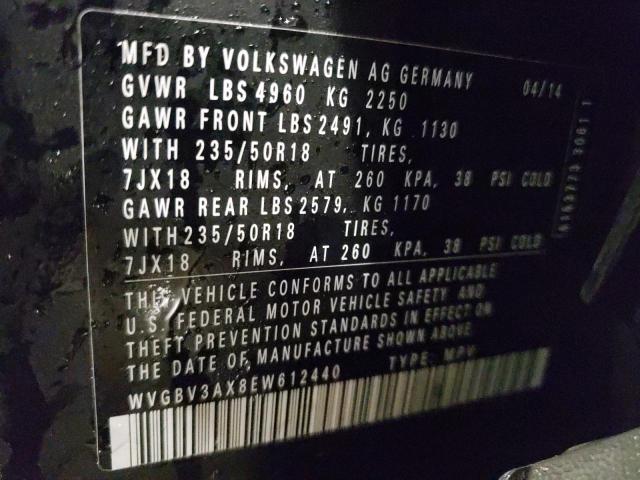 MFD BY VOLKSWAGEN AG GERMANY 04/14
GVWR LBS 4960 KG 2250
GAWR FRONT LBS 2491, KG 1130
WITH 235/50R18 TIRES,
7JX18 RIMS, AT 260 KPA, 38 PSI COLD
GAWR REAR LBS 2579, KG 1170
WITH 235/50R18 TIRES,
7JX18 RIMS, AT 260 KPA, 38 PSI COLD
THIS VEHICLE CONFORMS TO ALL APPLICABLE
U.S. FEDERAL MOTOR VEHICLE SAFETY AND
THEFT PREVENTION STANDARDS IN EFFECT ON
THE DATE OF MANUFACTURE SHOWN ABOVE
WVGBV3AX8EW612440 TYPE: MPV